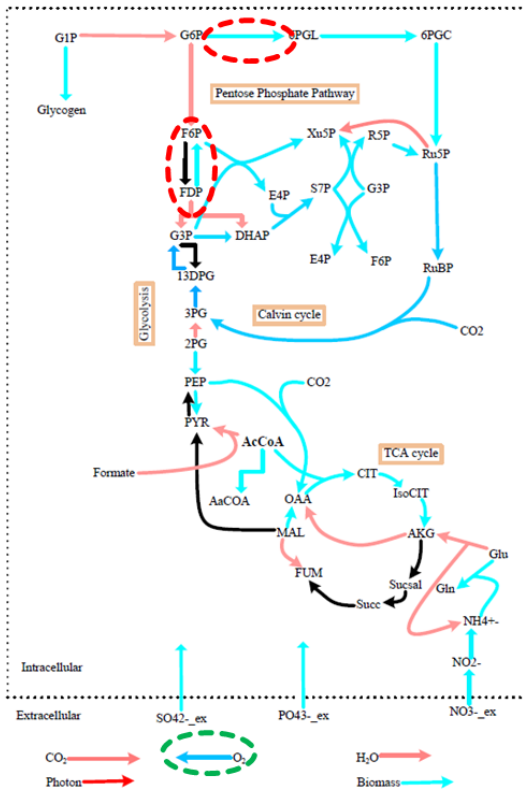 G1P G6P 6PGL 6PGC
Glycogen
Pentose Phosphate Pathway
F6P Xu5P R5P Ru5P
FDP E4P S7P G3P
G3P DHAP
E4P F6P
13DPG RuBP
Glycolysis
3PG Calvin cycle CO2
2PG
PEP CO2
PYR
AcCoA TCA cycle
Formate CIT
AaCOA OAA IsoCIT
MAL AKG
Glu
FUM Sucsal Gln
Succ NH4+-
Intracellular NO2-
Extracellular SO42-_ex PO43-_ex NO3-_ex
CO2 O2 H2O
Photon Biomass